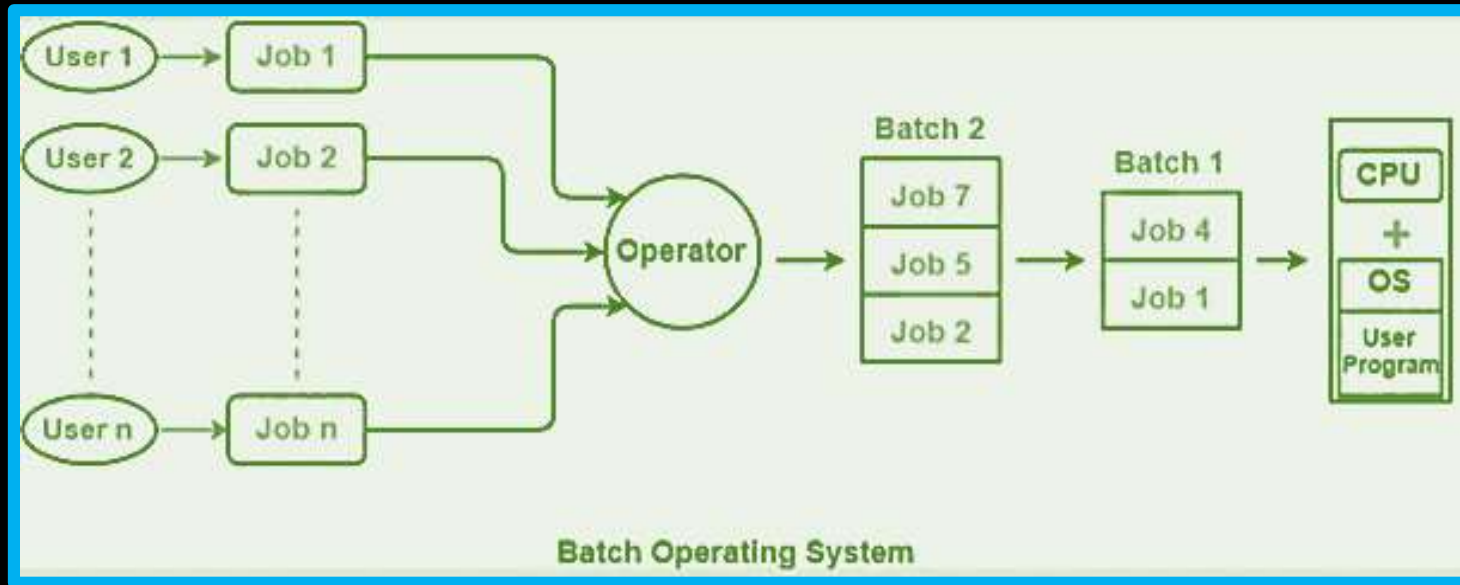 User 1
Job 1
User 2
Job 2
User n
Job n
Operator
Batch 2
Job 7
Job 5
Job 2
Batch 1
Job 4
Job 1
CPU
+
OS
User
Program
Batch Operating System